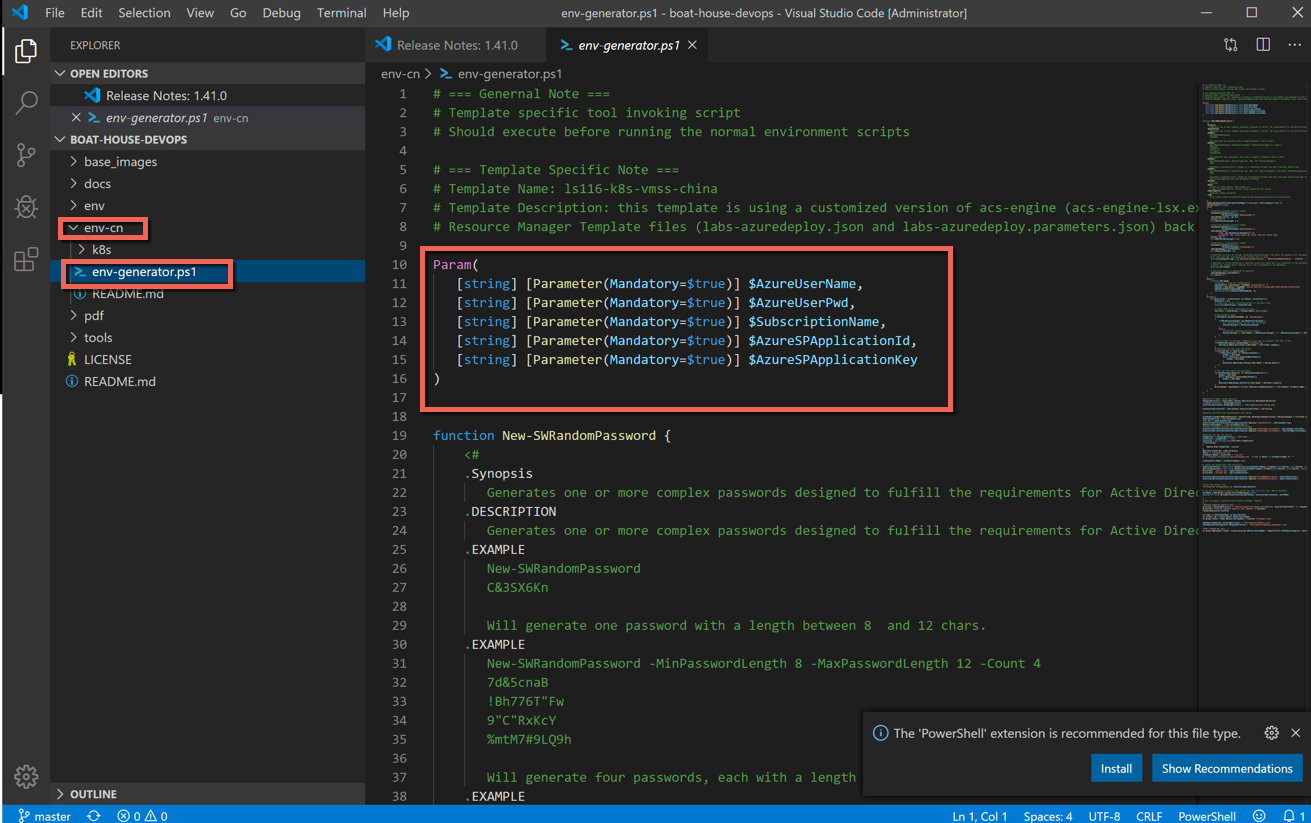 File Edit Selection View Go Debug Terminal Help
env-generator.ps1 - boat-house-devops - Visual Studio Code [Administrator]
EXPLORER
OPEN EDITORS
Release Notes: 1.41.0
env-generator.ps1 env-cn
BOAT-HOUSE-DEVOPS
base_images
docs
env
env-cn
k8s
env-generator.ps1
README.md
pdf
tools
LICENSE
README.md
OUTLINE
Release Notes: 1.41.0
env-generator.ps1
env-cn > env-generator.ps1
1 # === Genernal Note ===
2 # Template specific tool invoking script
3 # Should execute before running the normal environment scripts
4
5 # === Template Specific Note ===
6 # Template Name: ls116-k8s-vmss-china
7 # Template Description: this template is using a customized version of acs-engine (acs-engine-lsx.ex
8 # Resource Manager Template files (labs-azuredeploy.json and labs-azuredeploy.parameters.json) back
9
10 Param(
11 [string] [Parameter(Mandatory=$true)] $AzureUserName,
12 [string] [Parameter(Mandatory=$true)] $AzureUserPwd,
13 [string] [Parameter(Mandatory=$true)] $SubscriptionName,
14 [string] [Parameter(Mandatory=$true)] $AzureSPApplicationId,
15 [string] [Parameter(Mandatory=$true)] $AzureSPApplicationKey
16 )
17
18
19 function New-SWRandomPassword {
20 <#
21 .Synopsis
22 Generates one or more complex passwords designed to fulfill the requirements for Active Direc
23 .DESCRIPTION
24 Generates one or more complex passwords designed to fulfill the requirements for Active Direc
25 .EXAMPLE
26 New-SWRandomPassword
27 C&3SX6Kn
28
29 Will generate one password with a length between 8  and 12 chars.
30 .EXAMPLE
31 New-SWRandomPassword -MinPasswordLength 8 -MaxPasswordLength 12 -Count 4
32 7d&5cnaB
33 !Bh776T"Fw
34 9"C"RxKcY
35 %mtM7#9LQ9h
36
37 Will generate four passwords, each with a length
38 .EXAMPLE
The 'PowerShell' extension is recommended for this file type.
Install
Show Recommendations
master 0 0 Ln 1, Col 1 Spaces: 4 UTF-8 CRLF PowerShell 1